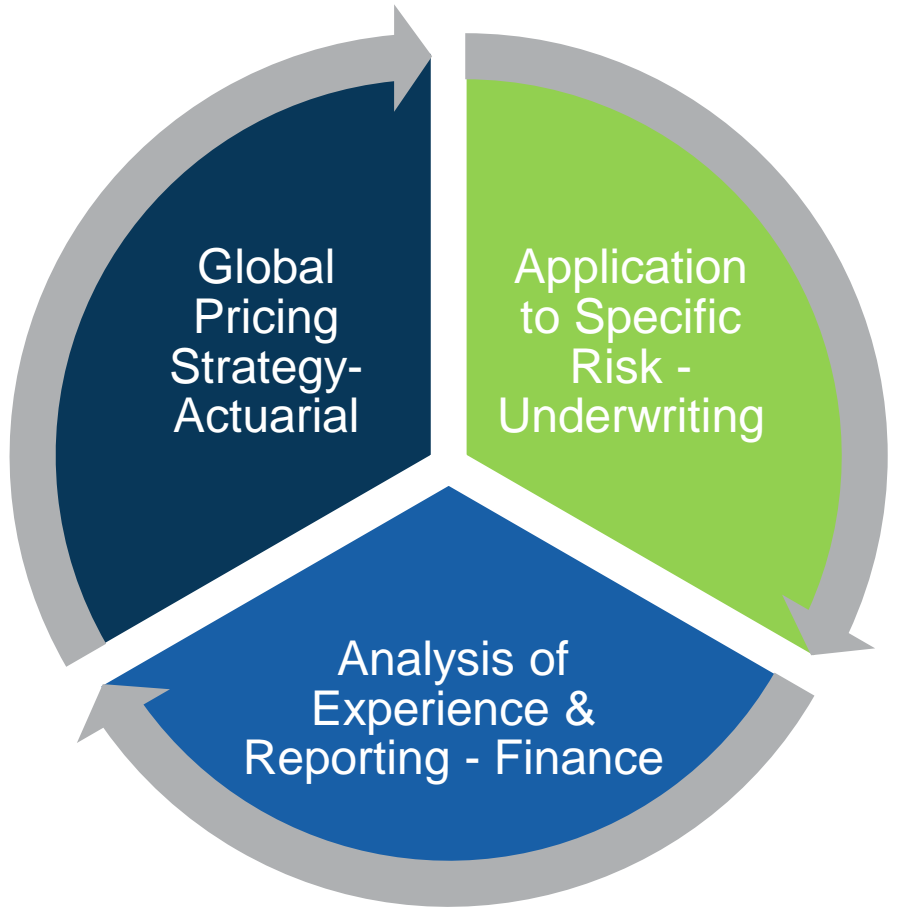 Global
Pricing
Strategy-
Actuarial
Application
to Specific
Risk -
Underwriting
Analysis of
Experience &
Reporting - Finance